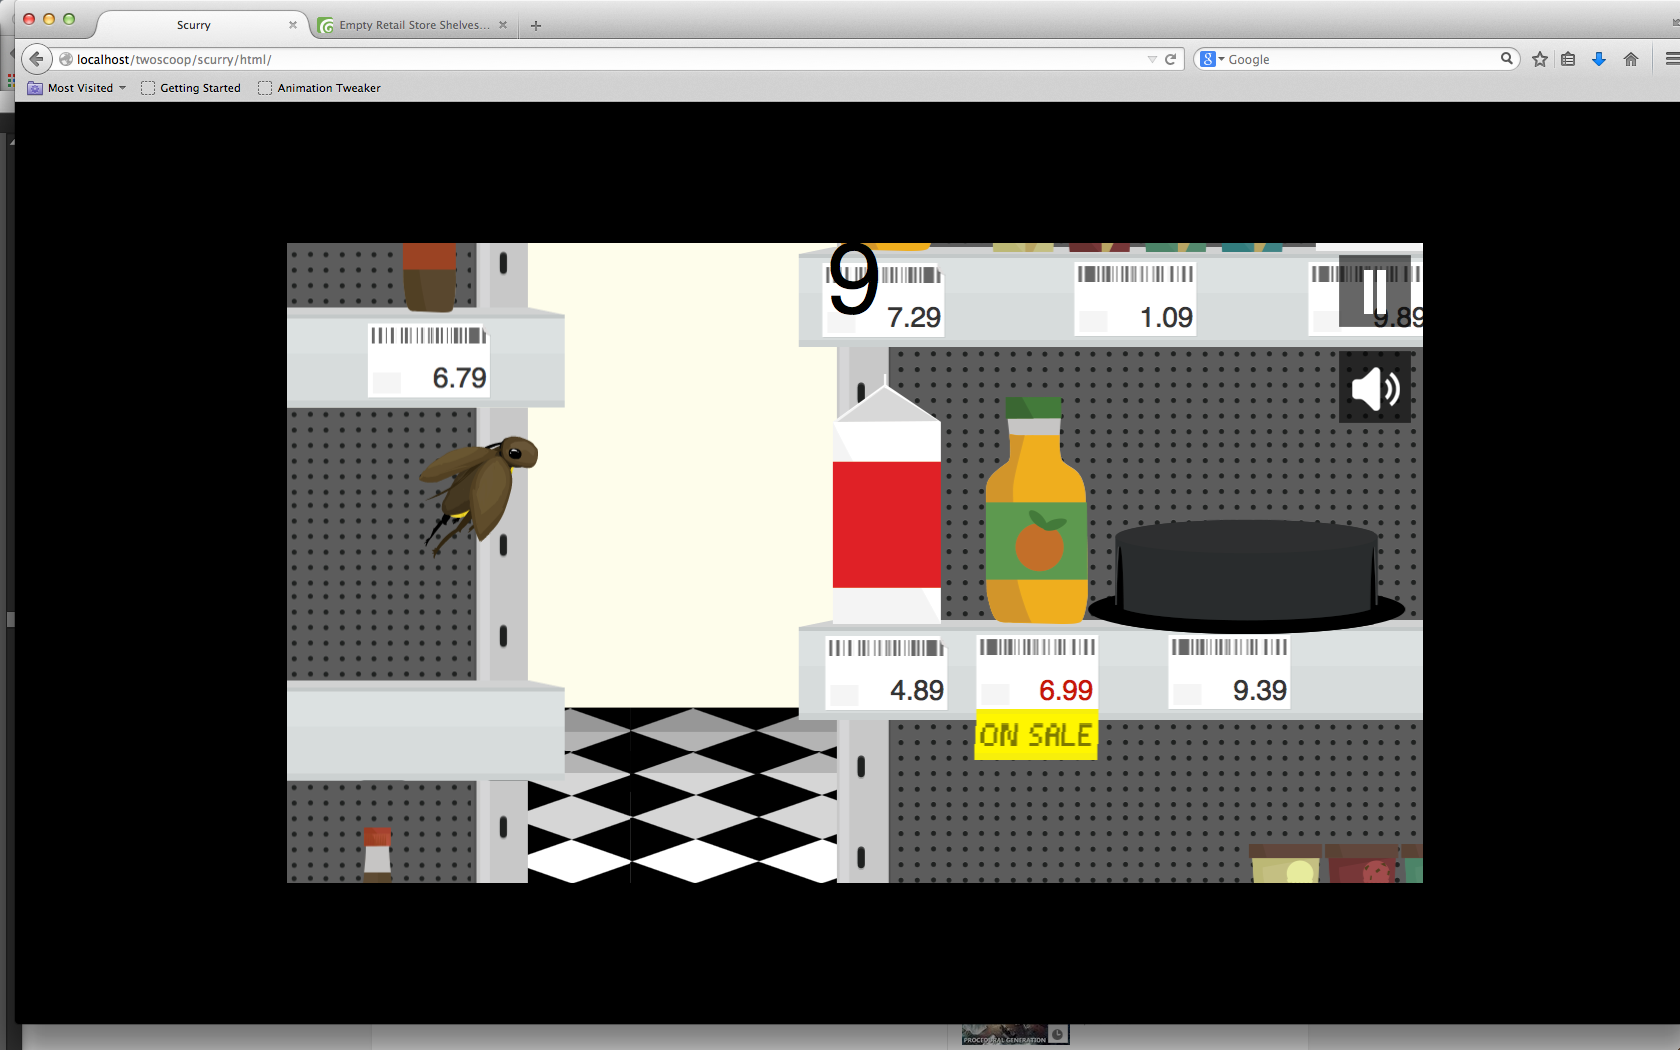 Scurry
Empty Retail Store Shelves...
localhost/twoscoop/scurry/html/
Google
Most Visited
Getting Started
Animation Tweaker
9
7.29
1.09
9.89
6.79
4.89
6.99
9.39
ON SALE
PROCEDURAL GENERATION